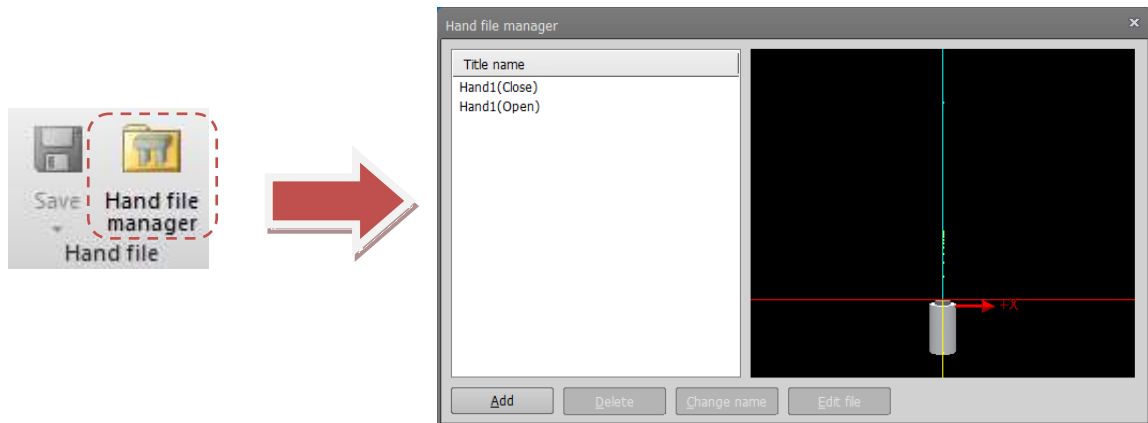 Save
Hand file
manager
Hand file
Hand file manager
Title name
Hand1(Close)
Hand1(Open)
+X
Add
Delete
Change name
Edit file